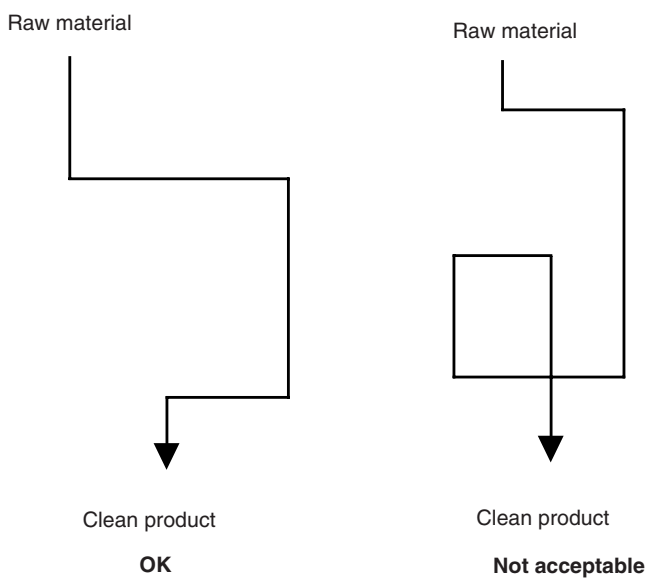 Raw material
Raw material
Clean product
Clean product
OK
Not acceptable